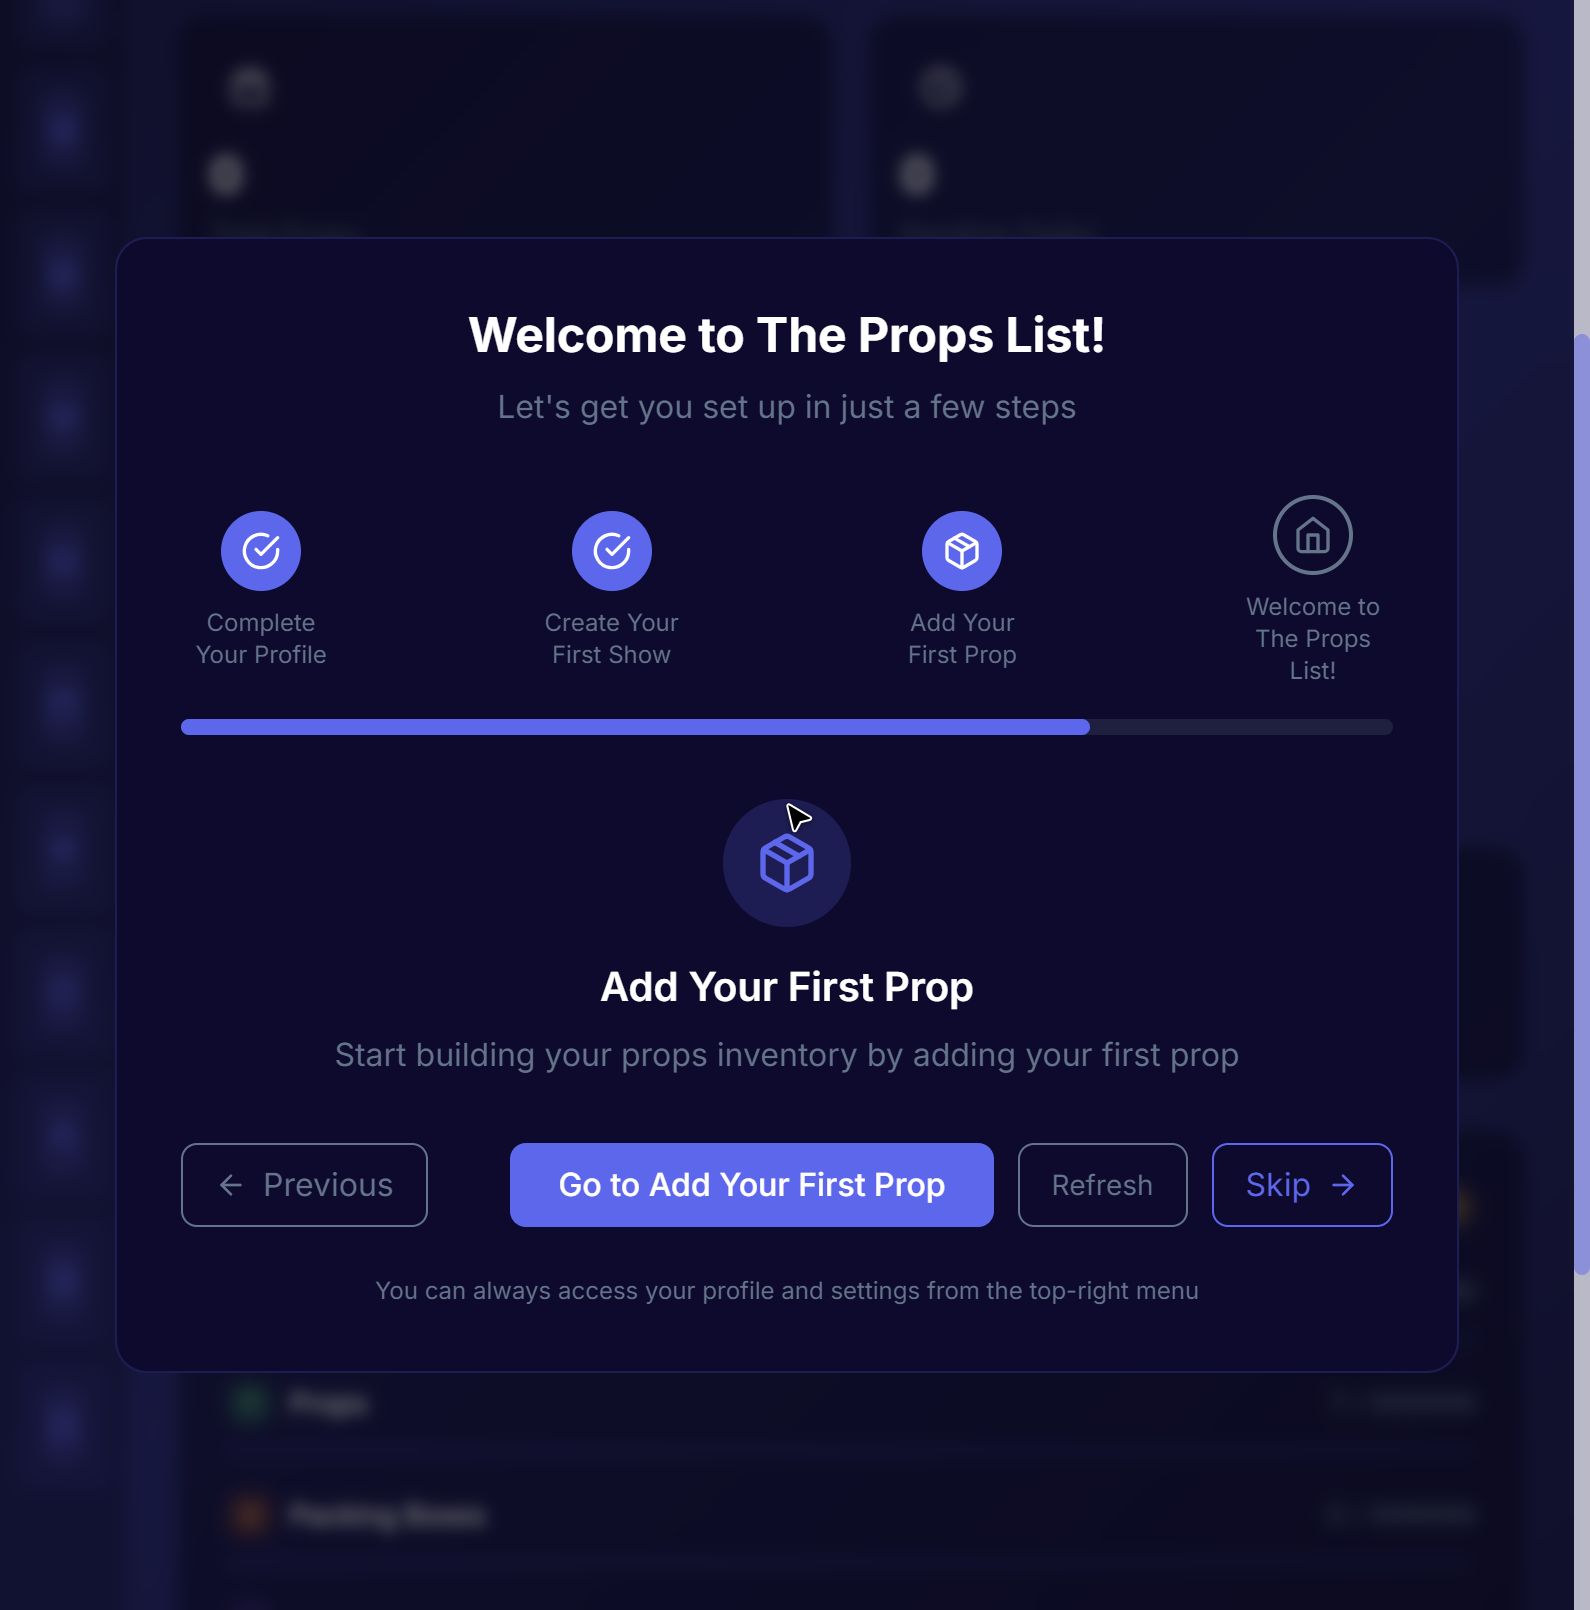 Welcome to The Props List!
Let's get you set up in just a few steps
Complete
Your Profile
Create Your
First Show
Add Your
First Prop
Welcome to
The Props
List!
Add Your First Prop
Start building your props inventory by adding your first prop
Previous
Go to Add Your First Prop
Refresh
Skip
You can always access your profile and settings from the top-right menu
Props
Packing Boxes